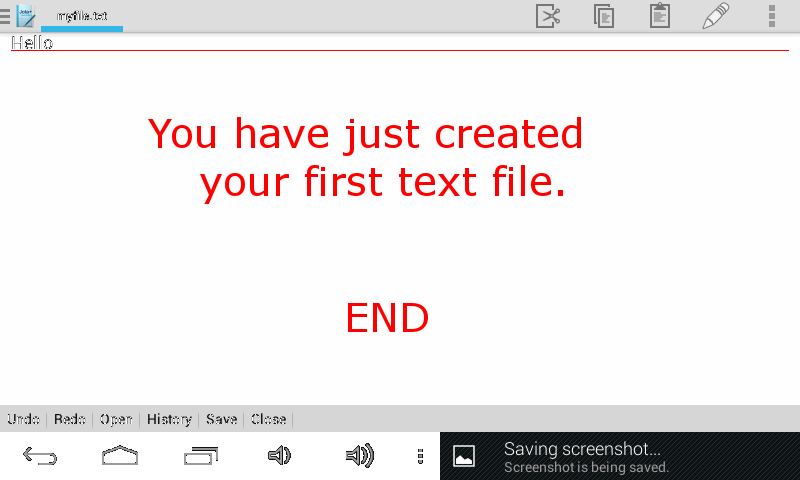 myfile.txt
Hello
You have just created
your first text file.
END
Undo Redo Open History Save Close
Saving screenshot...
Screenshot is being saved.